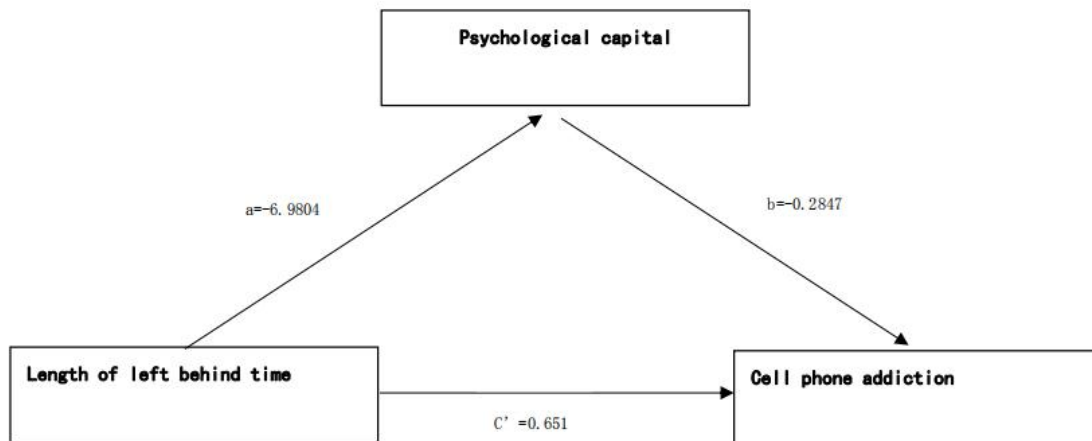 Psychological capital
a=-6.9804
b=-0.2847
Length of left behind time
Cell phone addiction
C’ =0.651